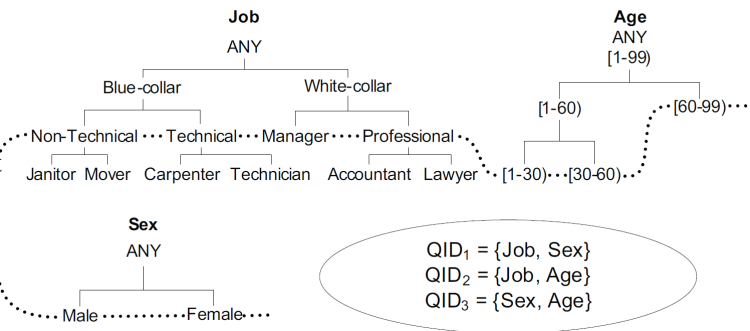 Job
ANY
Blue-collar White-collar
Non-Technical Technical Manager Professional
Janitor Mover Carpenter Technician Accountant Lawyer
Age
ANY
[1-99)
[1-60) [60-99)
[1-30) [30-60)
Sex
ANY
Male Female
QID1 = {Job, Sex}
QID2 = {Job, Age}
QID3 = {Sex, Age}